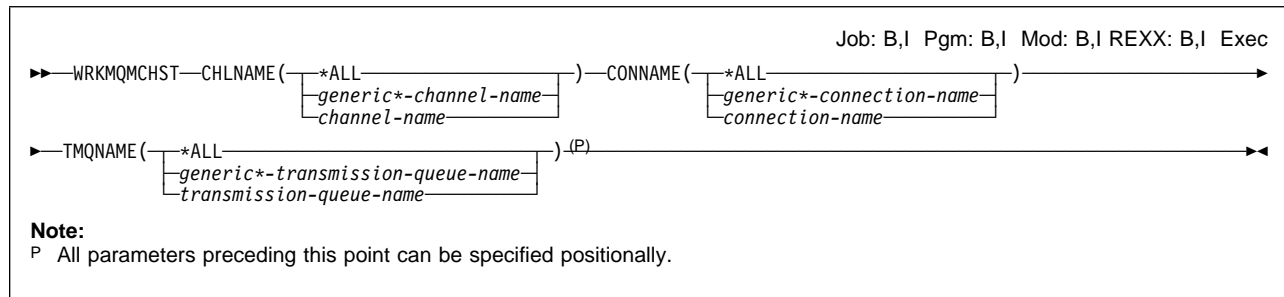 Job: B,I Pgm: B,I Mod: B,I REXX: B,I Exec
WRKMQMCHST CHLNAME( *ALL ) CONNAME( *ALL )
generic*-channel-name generic*-connection-name
channel-name connection-name
TMQNAME( *ALL ) (P)
generic*-transmission-queue-name
transmission-queue-name
Note:
P All parameters preceding this point can be specified positionally.